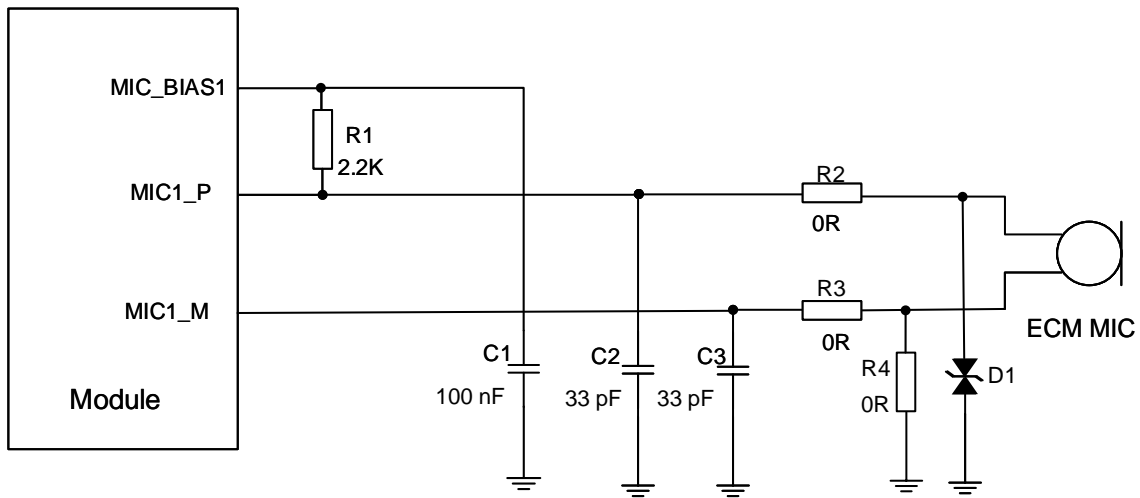 MIC_BIAS1
R1
2.2K
MIC1_P
R2
0R
MIC1_M
R3
0R
ECM MIC
C1
100 nF
C2
33 pF
C3
33 pF
R4
0R
D1
Module